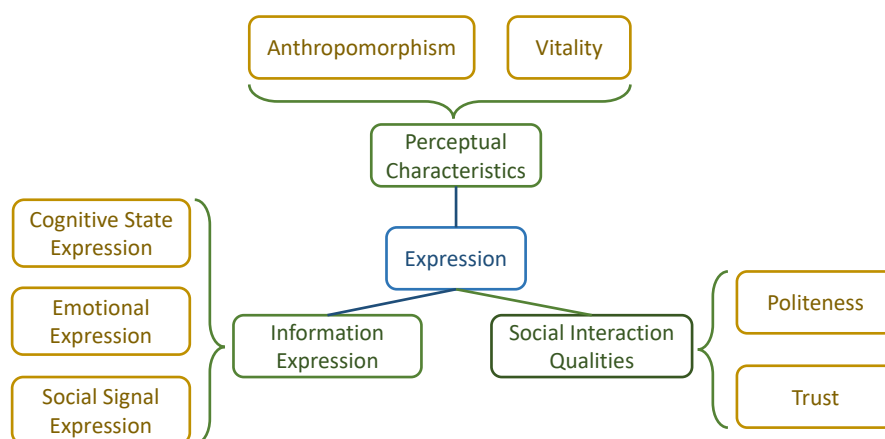 Anthropomorphism
Vitality
Perceptual
Characteristics
Cognitive State
Expression
Expression
Emotional
Expression
Information
Expression
Social Interaction
Qualities
Politeness
Social Signal
Expression
Trust